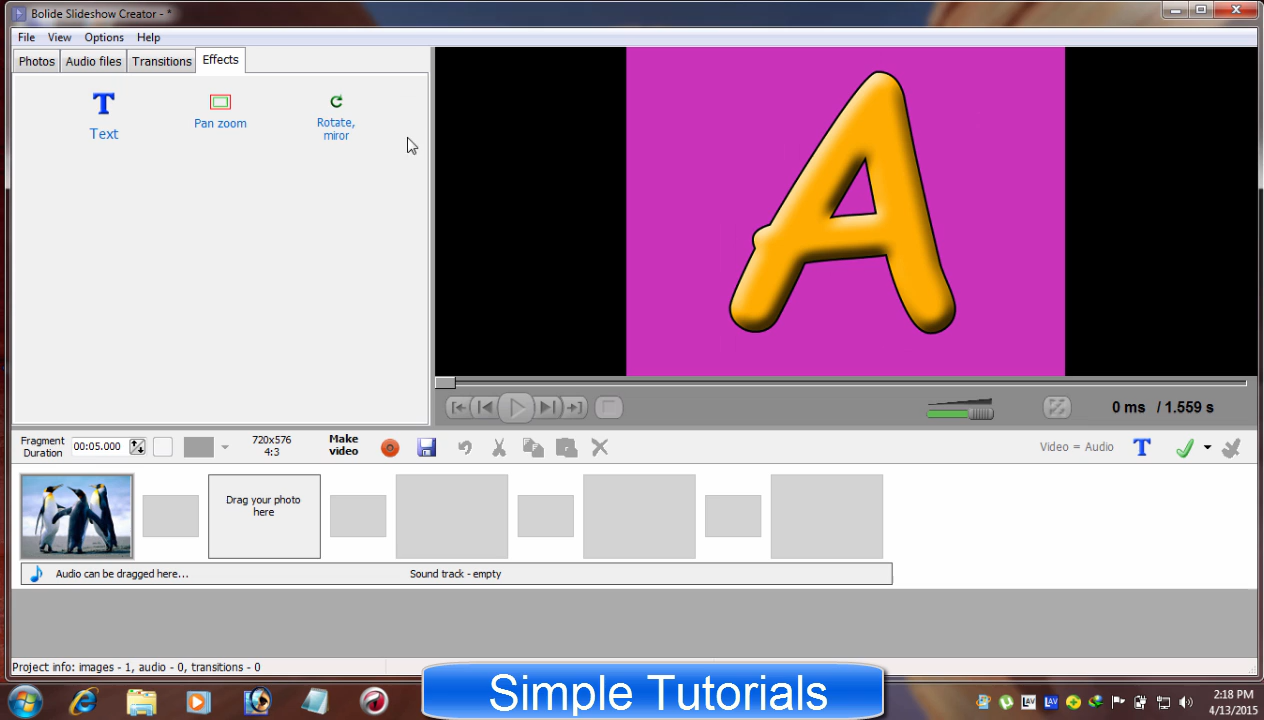 Bolide Slideshow Creator - *
File View Options Help
Photos Audio files Transitions Effects
T
Text
Pan zoom
Rotate,
miror
A
0 ms / 1.559 s
Fragment
Duration
00:05.000
720x576
4:3
Make
video
Video = Audio
T
Drag your photo
here
Audio can be dragged here...
Sound track - empty
Project info: images - 1, audio - 0, transitions - 0
Simple Tutorials
LAV
LAV
2:18 PM
4/13/2015